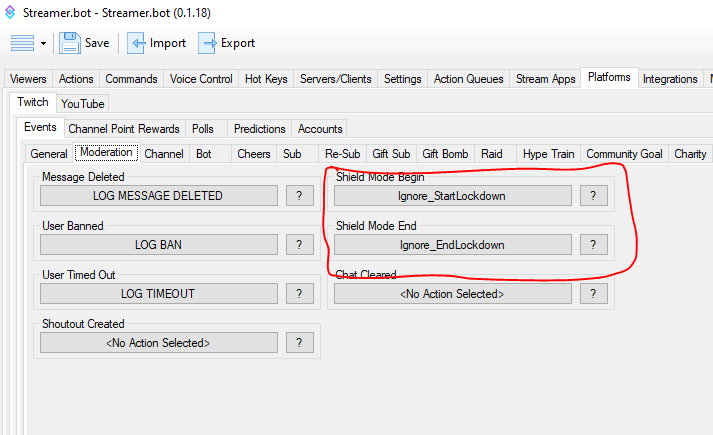 Streamer.bot - Streamer.bot (0.1.18)
Save Import Export
Viewers Actions Commands Voice Control Hot Keys Servers/Clients Settings Action Queues Stream Apps Platforms Integrations
Twitch YouTube
Events Channel Point Rewards Polls Predictions Accounts
General Moderation Channel Bot Cheers Sub Re-Sub Gift Sub Gift Bomb Raid Hype Train Community Goal Charity
Message Deleted Shield Mode Begin
LOG MESSAGE DELETED ? Ignore_StartLockdown ?
User Banned Shield Mode End
LOG BAN ? Ignore_EndLockdown ?
User Timed Out Chat Cleared
LOG TIMEOUT ? <No Action Selected> ?
Shoutout Created
<No Action Selected> ?